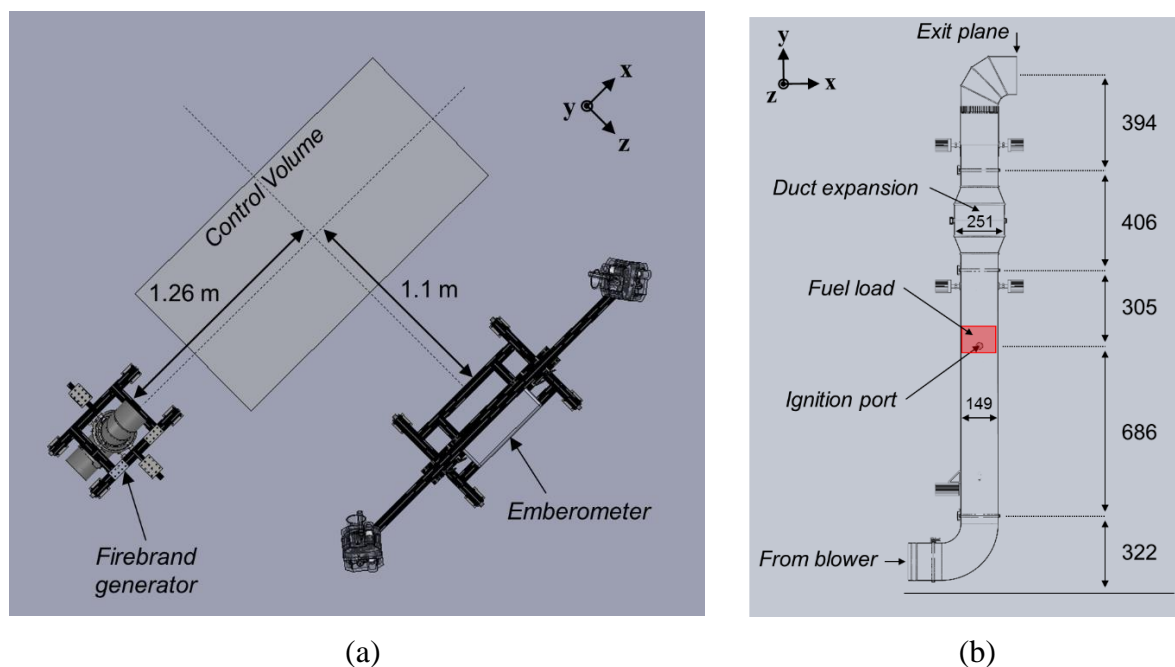 x
y
z
Control Volume
1.26 m
1.1 m
Firebrand
generator
Emberometer
(a)
Exit plane
y
z
x
394
Duct expansion
251
406
Fuel load
305
Ignition port
149
686
From blower
322
(b)